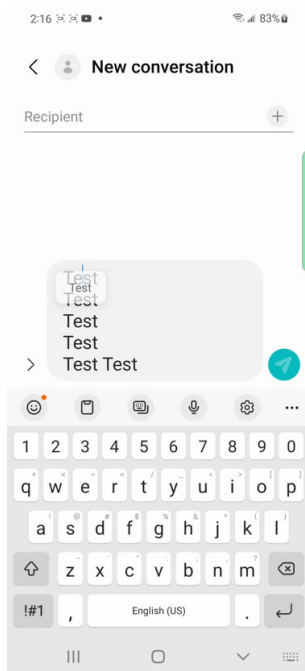 2:16
83%
New conversation
Recipient
Test
Test
Test
Test
Test
Test Test
1 2 3 4 5 6 7 8 9 0
q w e r t y u i o p
a s d f g h j k l
z x c v b n m
!#1 , English (US) .